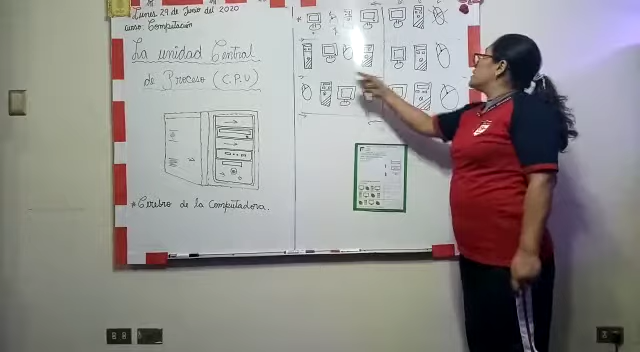 Lunes 29 de Junio del 2020
curso: Computación
La unidad Central
de Proceso (C.P.U)
* Cerebro de la Computadora.